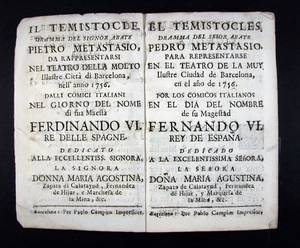 IL TEMISTOCLE,
DRAMMA DEL SIGNOR ABATE
PIETRO METASTASIO,
DA RAPPRESENTARSI
NEL TEATRO DELLA MOLTO
Illustre Città di Barcelona,
nell' anno 1756.
DALLI COMICI ITALIANI
NEL GIORNO DEL NOME
di sua Maestà
FERDINANDO VI.
RE DELLE SPAGNE.
DEDICATO
ALLA ECCELLENTISS. SIGNORA,
LA SIGNORA
DONNA MARIA AGOSTINA,
Zapata di Calatayud, Fernandez
de Hijar, e Marchesa de
la Mina, &c.
Barcelona: Per Pablo Campins Impressore.
EL TEMISTOCLES,
DRAMMA DEL SEÑOR ABATE
PEDRO METASTASIO,
PARA REPRESENTARSE
EN EL TEATRO DE LA MUY
Ilustre Ciudad de Barcelona,
en el año de 1756.
POR LOS COMICOS ITALIANOS
EN EL DIA DEL NOMBRE
de su Magestad
FERNANDO VI.
REY DE ESPAÑA.
DEDICADO
A LA EXCELENTISSIMA SEÑORA,
LA SEÑORA
DOÑA MARIA AGUSTINA,
Zapata de Calatayud, Fernandez
de Hijar, y Marquesa de
la Mina, &c.
Barcelona: Por Pablo Campins Impressor.